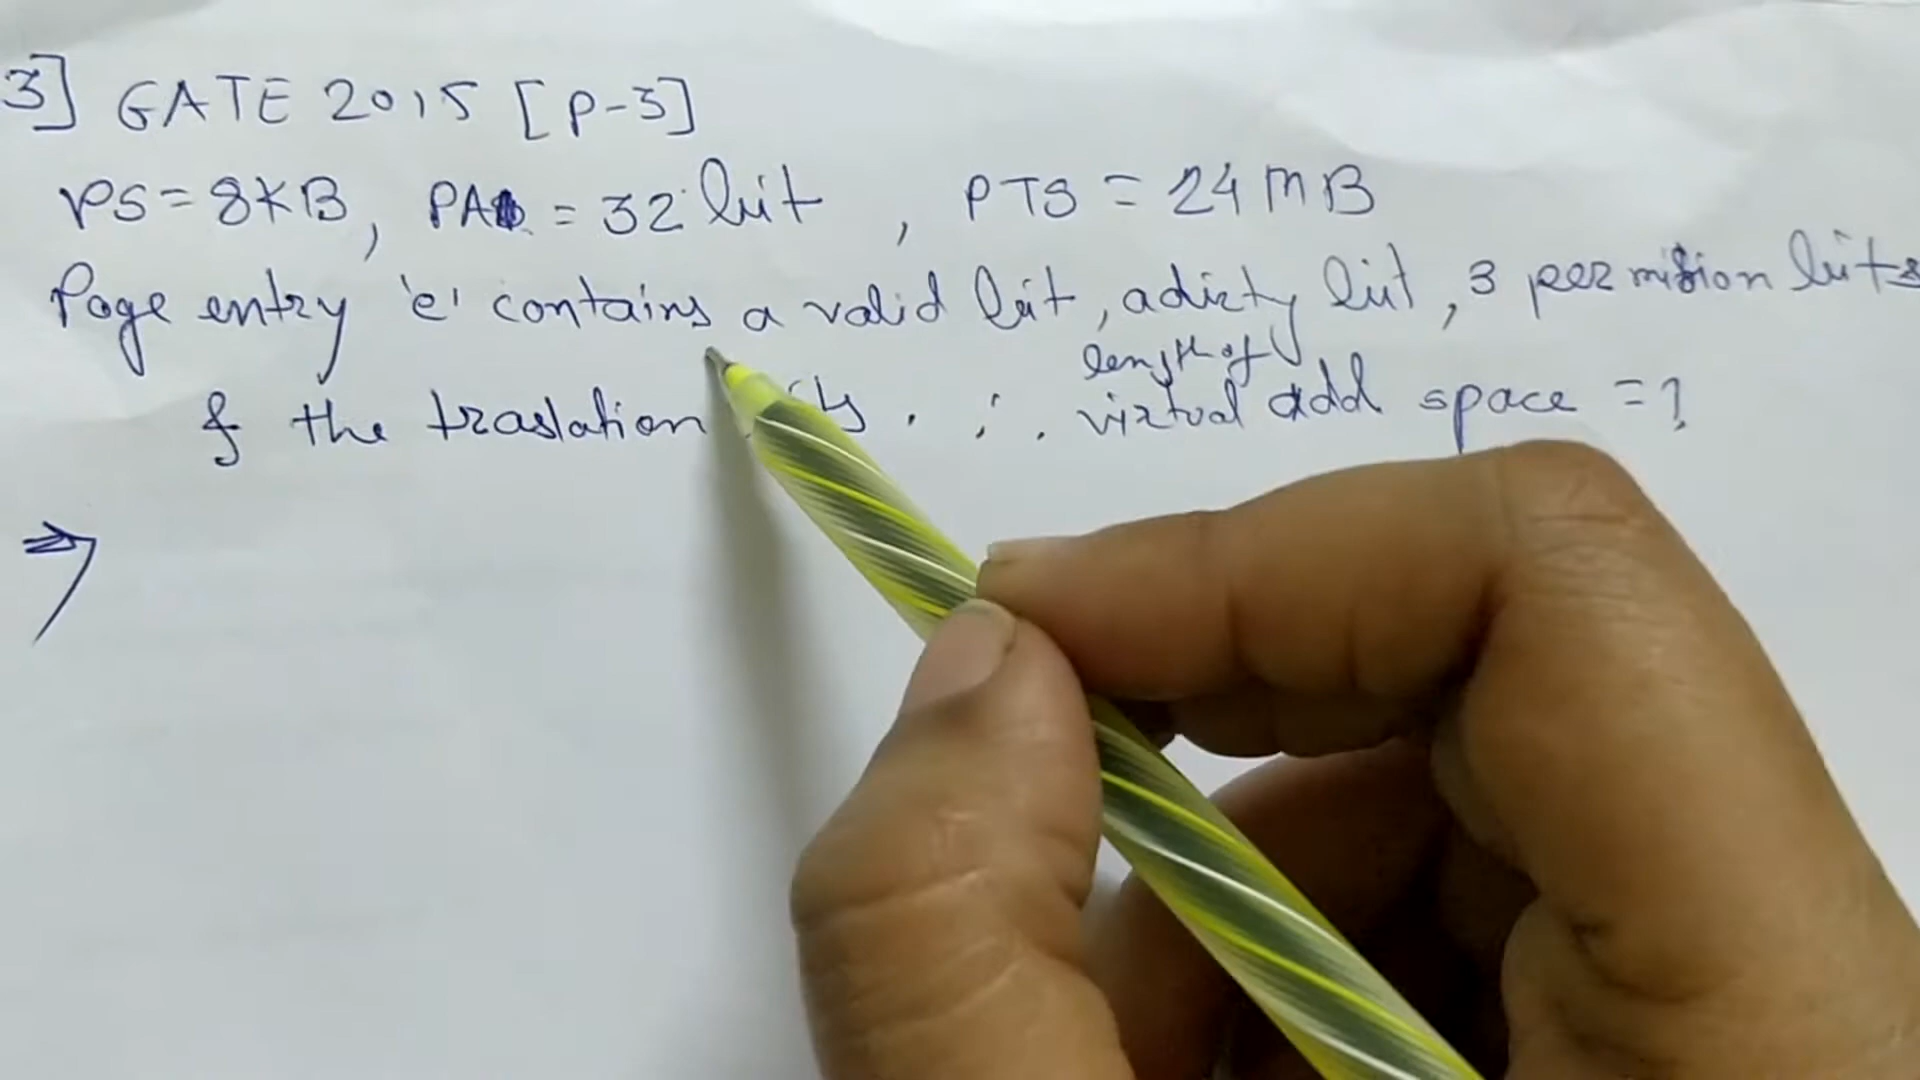 3] GATE 2015 [P-3]
PS = 8KB, PA = 32 bit , PTS = 24 MB
Page entry 'e' contains a valid bit, a dirty bit, 3 permission bits
length of
& the traslation . ∴ virtual add space = ?
⇒